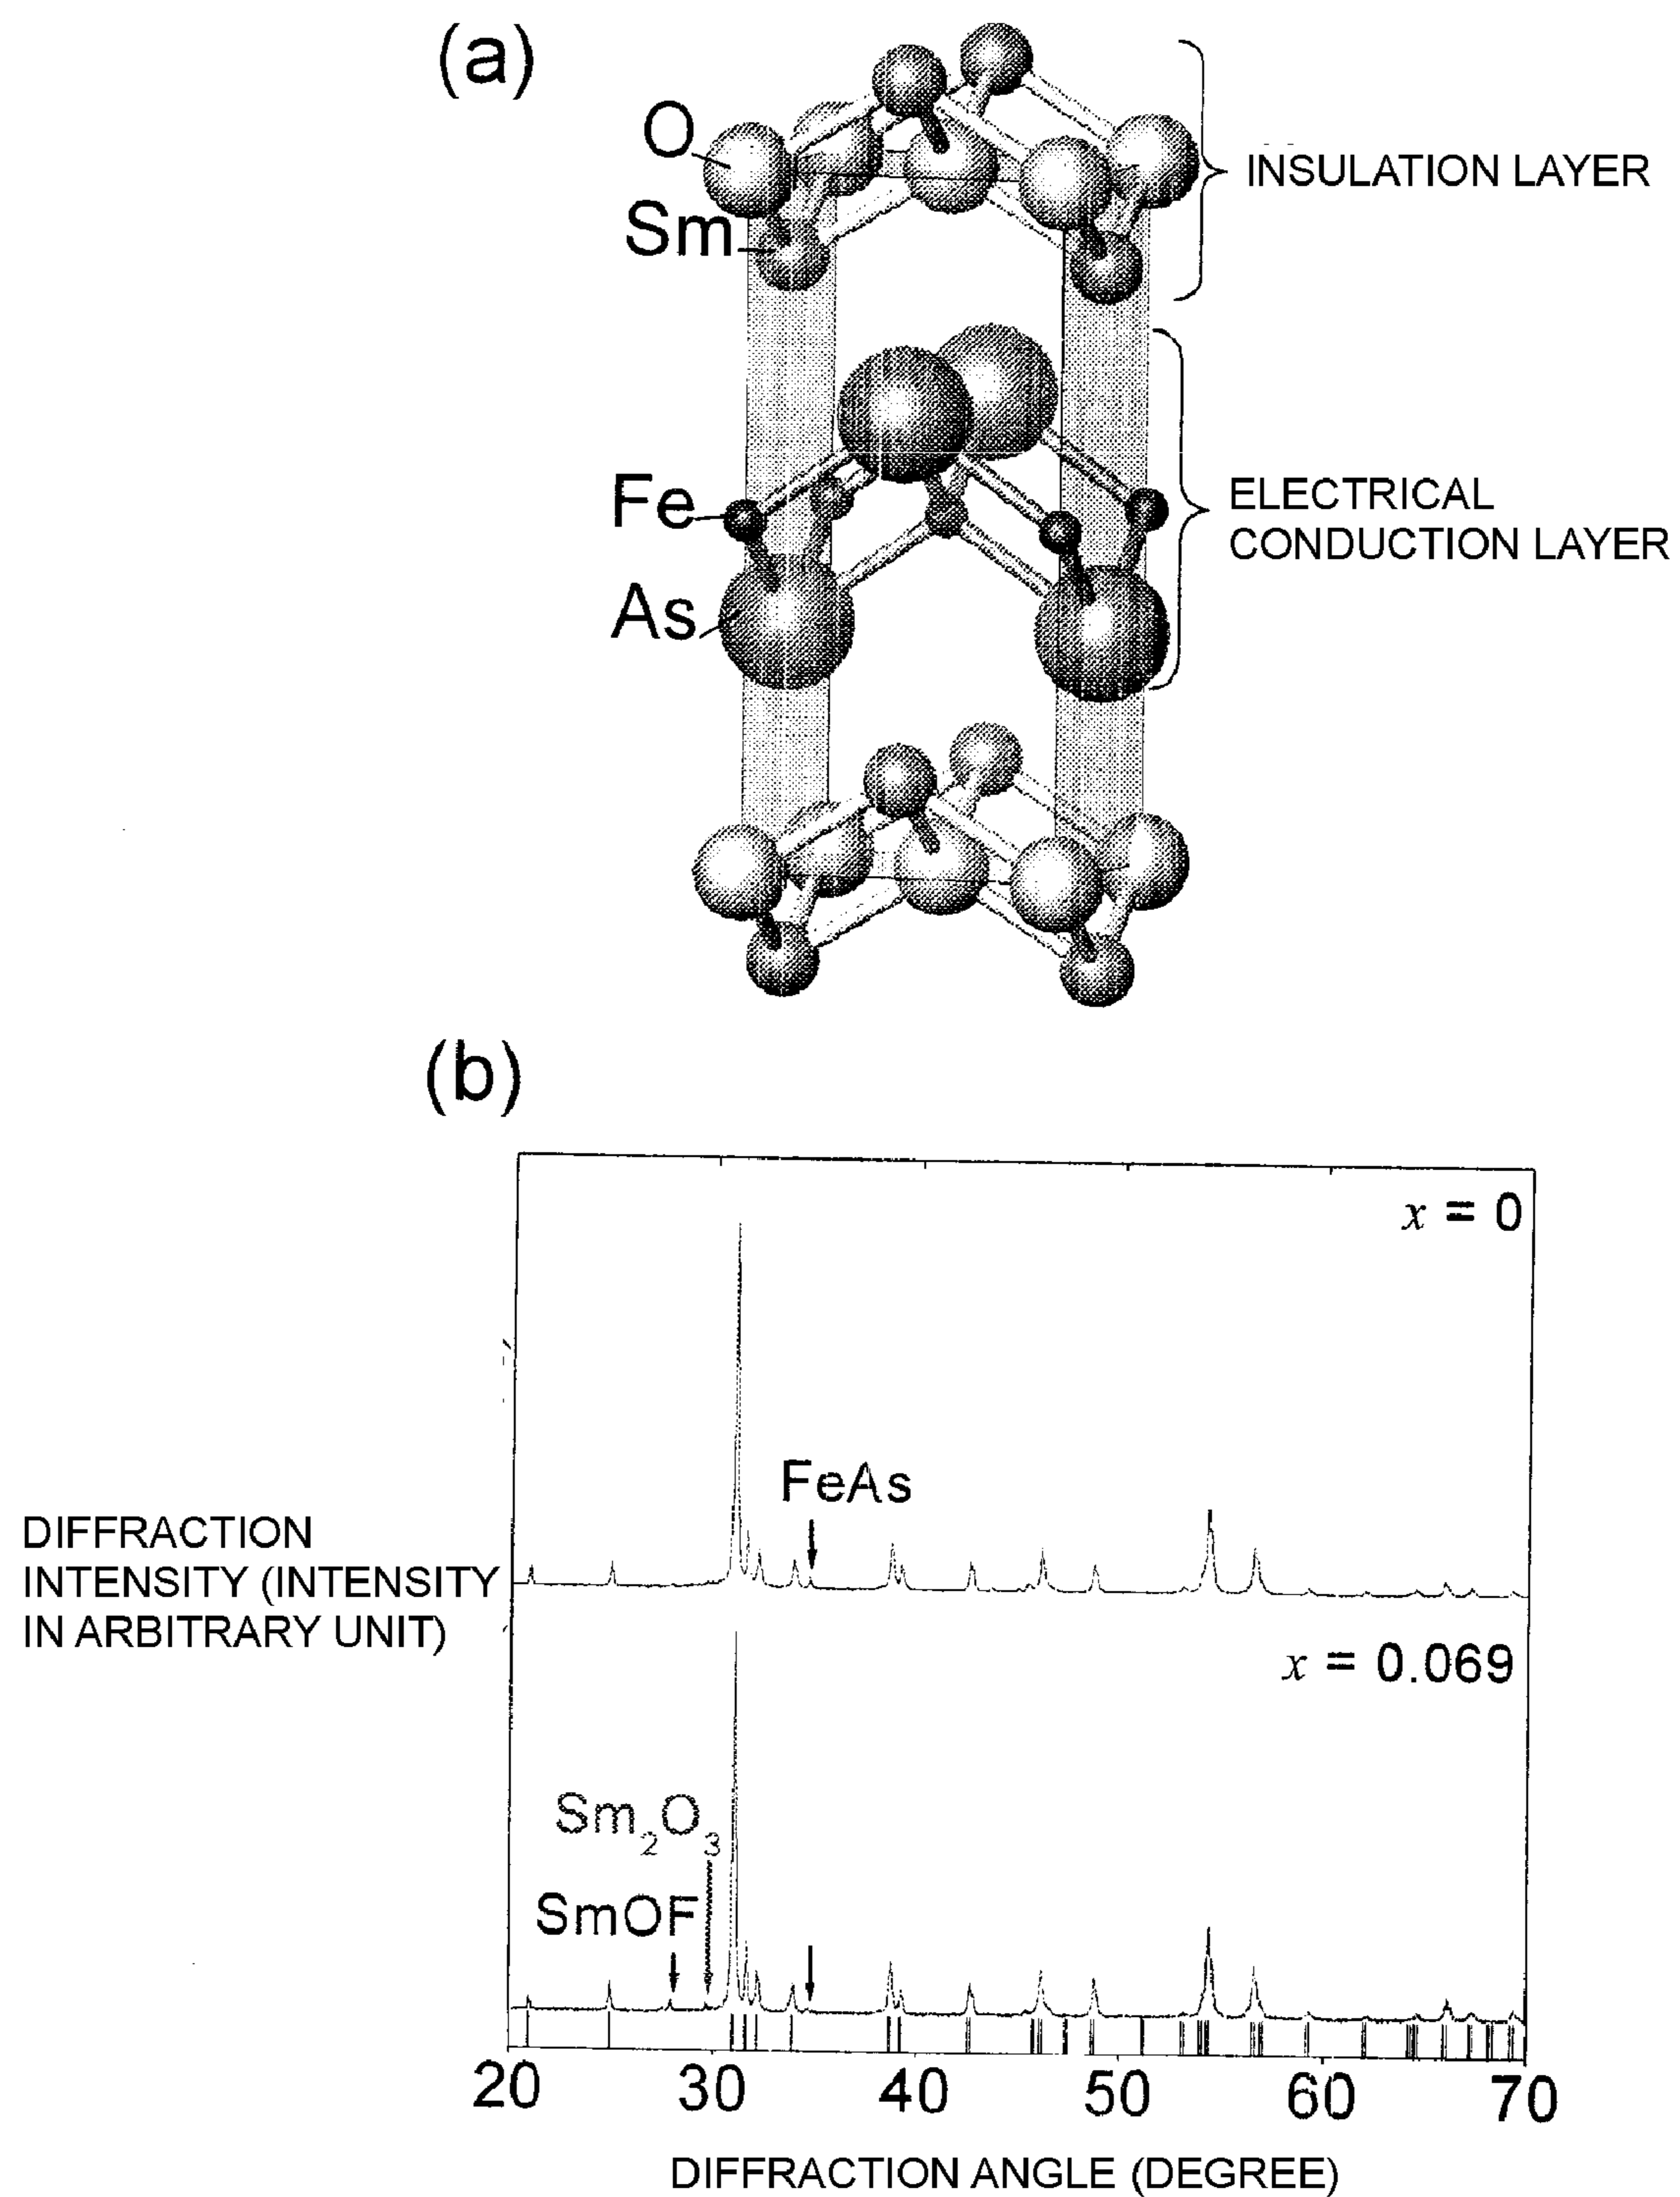 (a)
O
INSULATION LAYER
Sm
Fe
ELECTRICAL
CONDUCTION LAYER
As
(b)
x = 0
FeAs
DIFFRACTION
INTENSITY (INTENSITY
IN ARBITRARY UNIT)
x = 0.069
Sm₂O₃
SmOF
20 30 40 50 60 70
DIFFRACTION ANGLE (DEGREE)